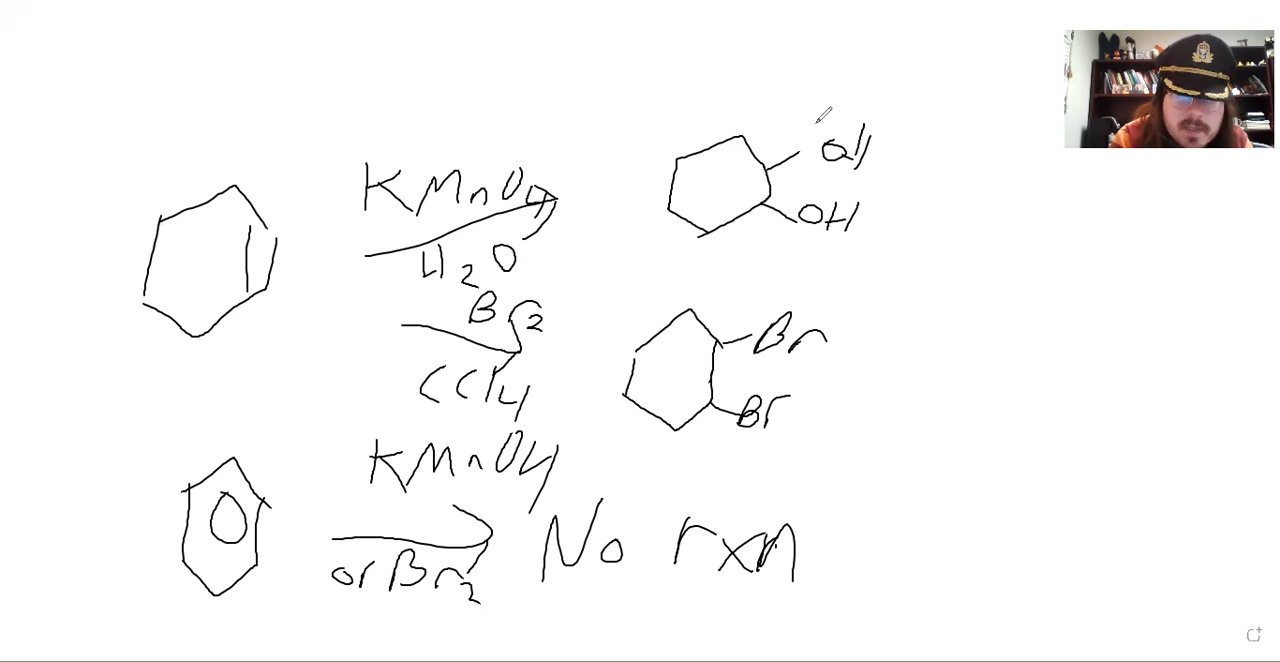 KMnO4
H2O
OH
OH
Br2
CCl4
Br
Br
KMnO4
or Br2
No rxn